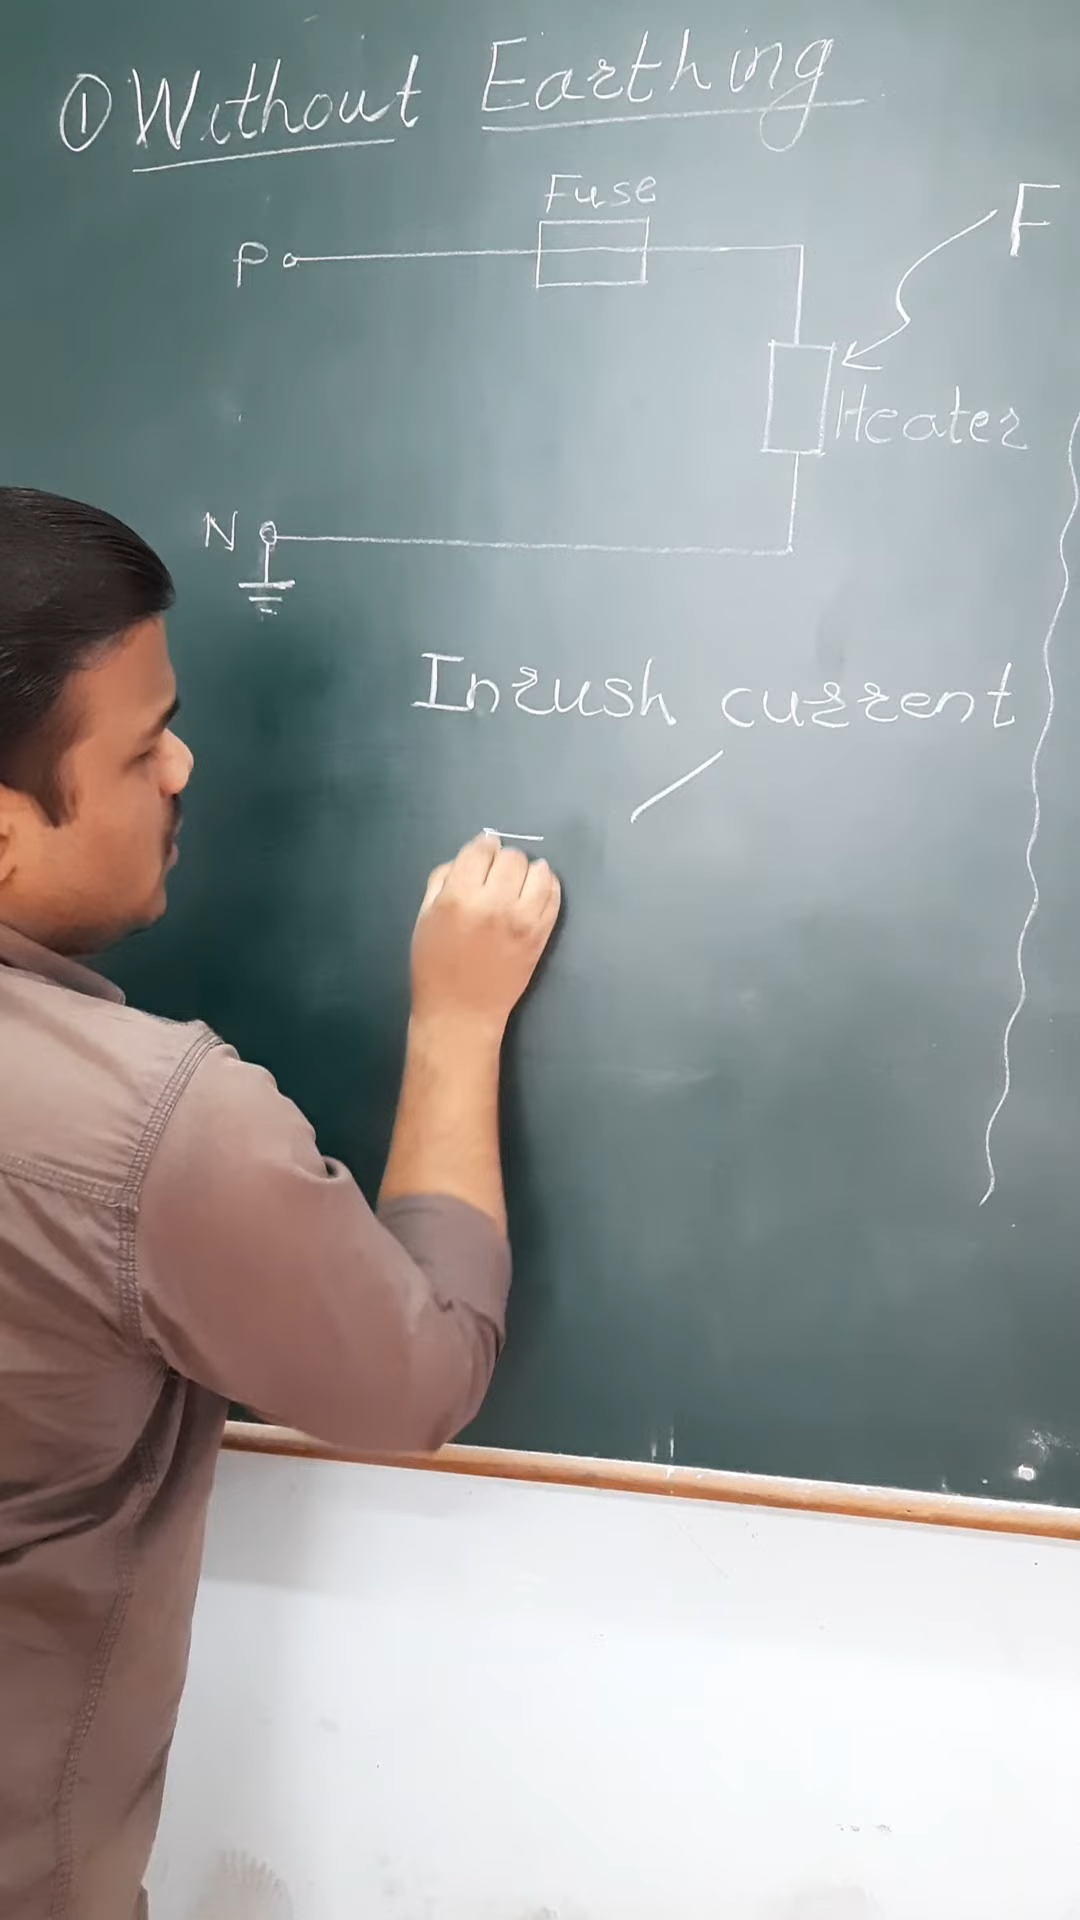 ① Without Earthing
Fuse
P
F
Heater
N
Inrush current